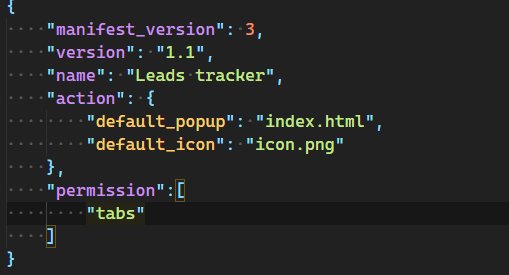 {
    "manifest_version": 3,
    "version": "1.1",
    "name": "Leads tracker",
    "action": {
        "default_popup": "index.html",
        "default_icon": "icon.png"
    },
    "permission":[
        "tabs"
    ]
}